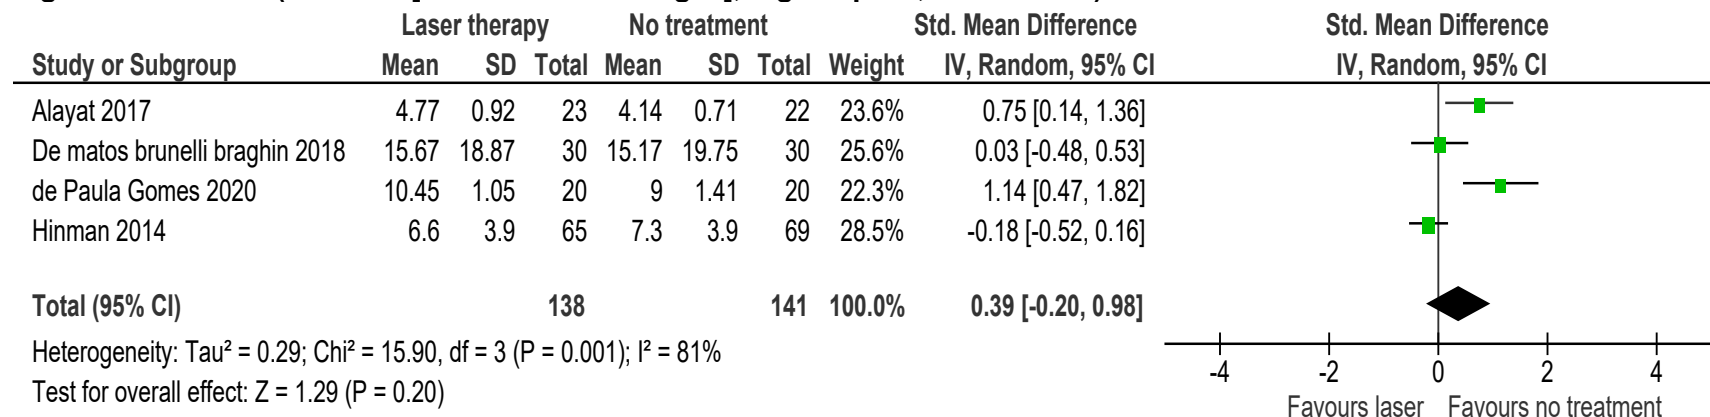 Laser therapy No treatment Std. Mean Difference Std. Mean Difference
Study or Subgroup Mean SD Total Mean SD Total Weight IV, Random, 95% CI IV, Random, 95% CI
Alayat 2017 4.77 0.92 23 4.14 0.71 22 23.6% 0.75 [0.14, 1.36]
De matos brunelli braghin 2018 15.67 18.87 30 15.17 19.75 30 25.6% 0.03 [-0.48, 0.53]
de Paula Gomes 2020 10.45 1.05 20 9 1.41 20 22.3% 1.14 [0.47, 1.82]
Hinman 2014 6.6 3.9 65 7.3 3.9 69 28.5% -0.18 [-0.52, 0.16]
Total (95% CI) 138 141 100.0% 0.39 [-0.20, 0.98]
Heterogeneity: Tau² = 0.29; Chi² = 15.90, df = 3 (P = 0.001); I² = 81%
Test for overall effect: Z = 1.29 (P = 0.20)
-4 -2 0 2 4
Favours laser Favours no treatment